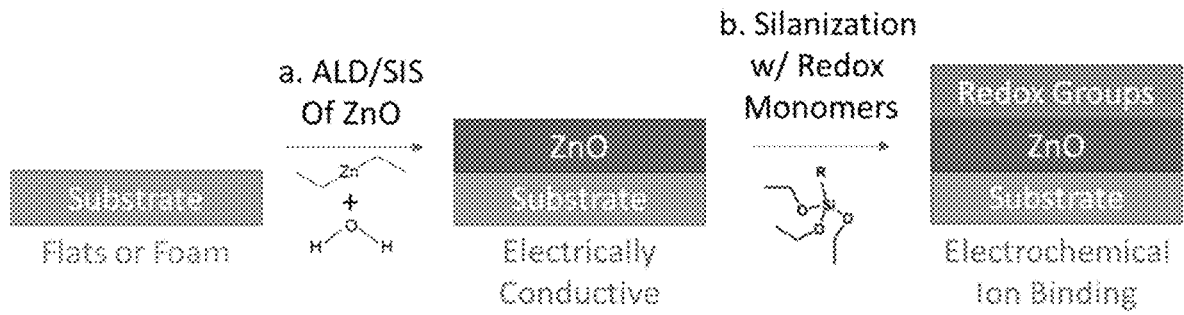 a. ALD/SIS
Of ZnO
b. Silanization
w/ Redox
Monomers
Substrate
Flats or Foam
Zn
+
O
H H
ZnO
Substrate
Electrically
Conductive
R
Si
O
O
O
Redox Groups
ZnO
Substrate
Electrochemical
Ion Binding